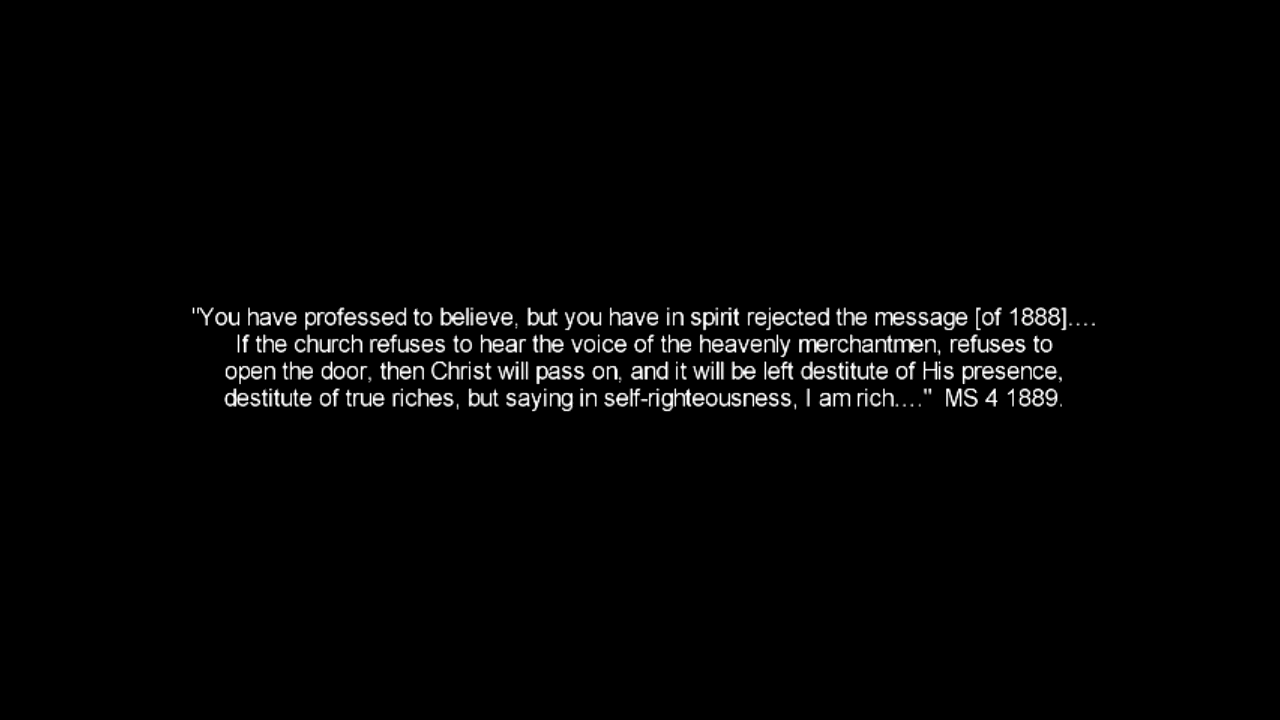 "You have professed to believe, but you have in spirit rejected the message [of 1888]....
If the church refuses to hear the voice of the heavenly merchantmen, refuses to
open the door, then Christ will pass on, and it will be left destitute of His presence,
destitute of true riches, but saying in self-righteousness, I am rich...."  MS 4 1889.